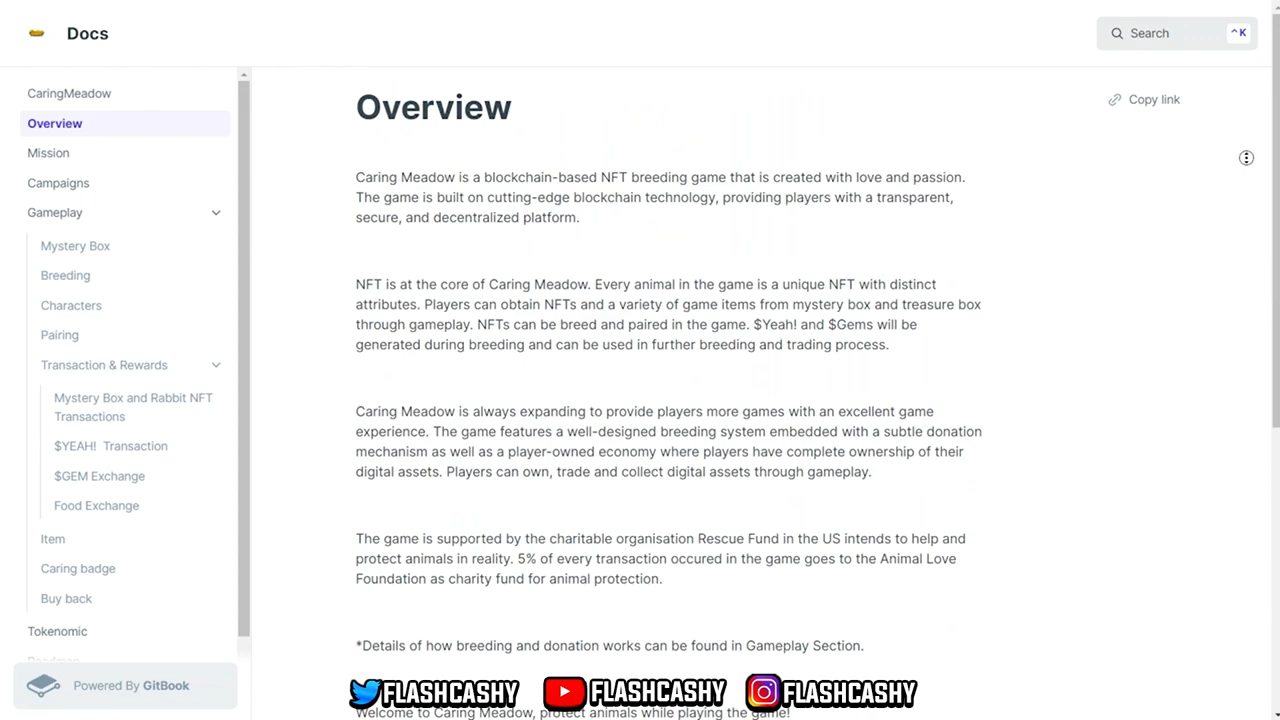 Docs
Search ^K
CaringMeadow
Overview
Mission
Campaigns
Gameplay
Mystery Box
Breeding
Characters
Pairing
Transaction & Rewards
Mystery Box and Rabbit NFT
Transactions
$YEAH! Transaction
$GEM Exchange
Food Exchange
Item
Caring badge
Buy back
Tokenomic
Roadmap
Powered By GitBook
Overview
Copy link
Caring Meadow is a blockchain-based NFT breeding game that is created with love and passion.
The game is built on cutting-edge blockchain technology, providing players with a transparent,
secure, and decentralized platform.
NFT is at the core of Caring Meadow. Every animal in the game is a unique NFT with distinct
attributes. Players can obtain NFTs and a variety of game items from mystery box and treasure box
through gameplay. NFTs can be breed and paired in the game. $Yeah! and $Gems will be
generated during breeding and can be used in further breeding and trading process.
Caring Meadow is always expanding to provide players more games with an excellent game
experience. The game features a well-designed breeding system embedded with a subtle donation
mechanism as well as a player-owned economy where players have complete ownership of their
digital assets. Players can own, trade and collect digital assets through gameplay.
The game is supported by the charitable organisation Rescue Fund in the US intends to help and
protect animals in reality. 5% of every transaction occured in the game goes to the Animal Love
Foundation as charity fund for animal protection.
*Details of how breeding and donation works can be found in Gameplay Section.
FLASHCASHY FLASHCASHY FLASHCASHY
Welcome to Caring Meadow, protect animals while playing the game!